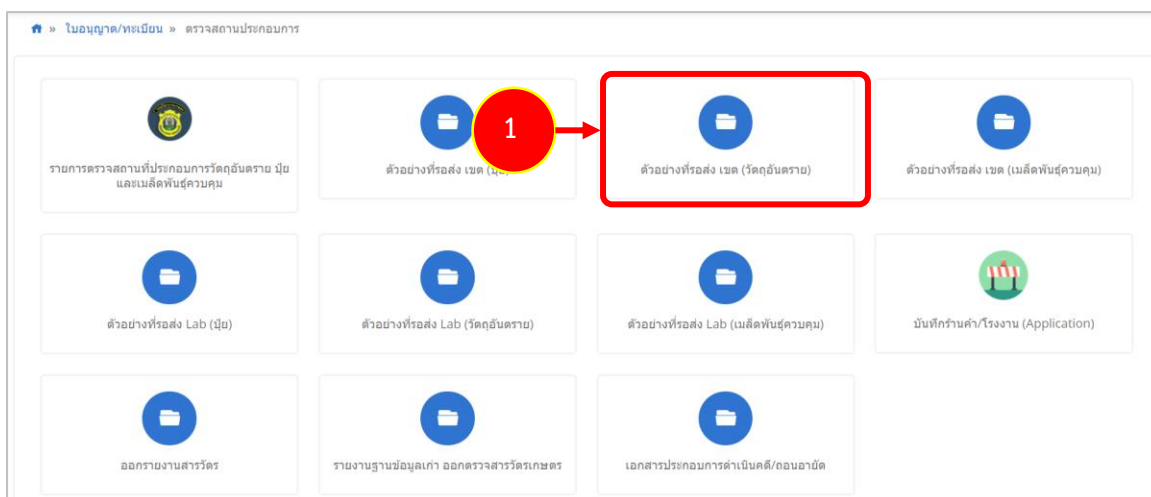 » ใบอนุญาต/ทะเบียน » ตรวจสถานประกอบการ
1
รายการตรวจสถานที่ประกอบการวัตถุอันตราย ปุ๋ย
และเมล็ดพันธุ์ควบคุม
ตัวอย่างที่รอส่ง เขต
ตัวอย่างที่รอส่ง เขต (วัตถุอันตราย)
ตัวอย่างที่รอส่ง เขต (เมล็ดพันธุ์ควบคุม)
ตัวอย่างที่รอส่ง Lab (ปุ๋ย)
ตัวอย่างที่รอส่ง Lab (วัตถุอันตราย)
ตัวอย่างที่รอส่ง Lab (เมล็ดพันธุ์ควบคุม)
บันทึกร้านค้า/โรงงาน (Application)
ออกรายงานสารวัตร
รายงานฐานข้อมูลเก่า ออกตรวจสารวัตรเกษตร
เอกสารประกอบการดำเนินคดี/ถอนอายัด